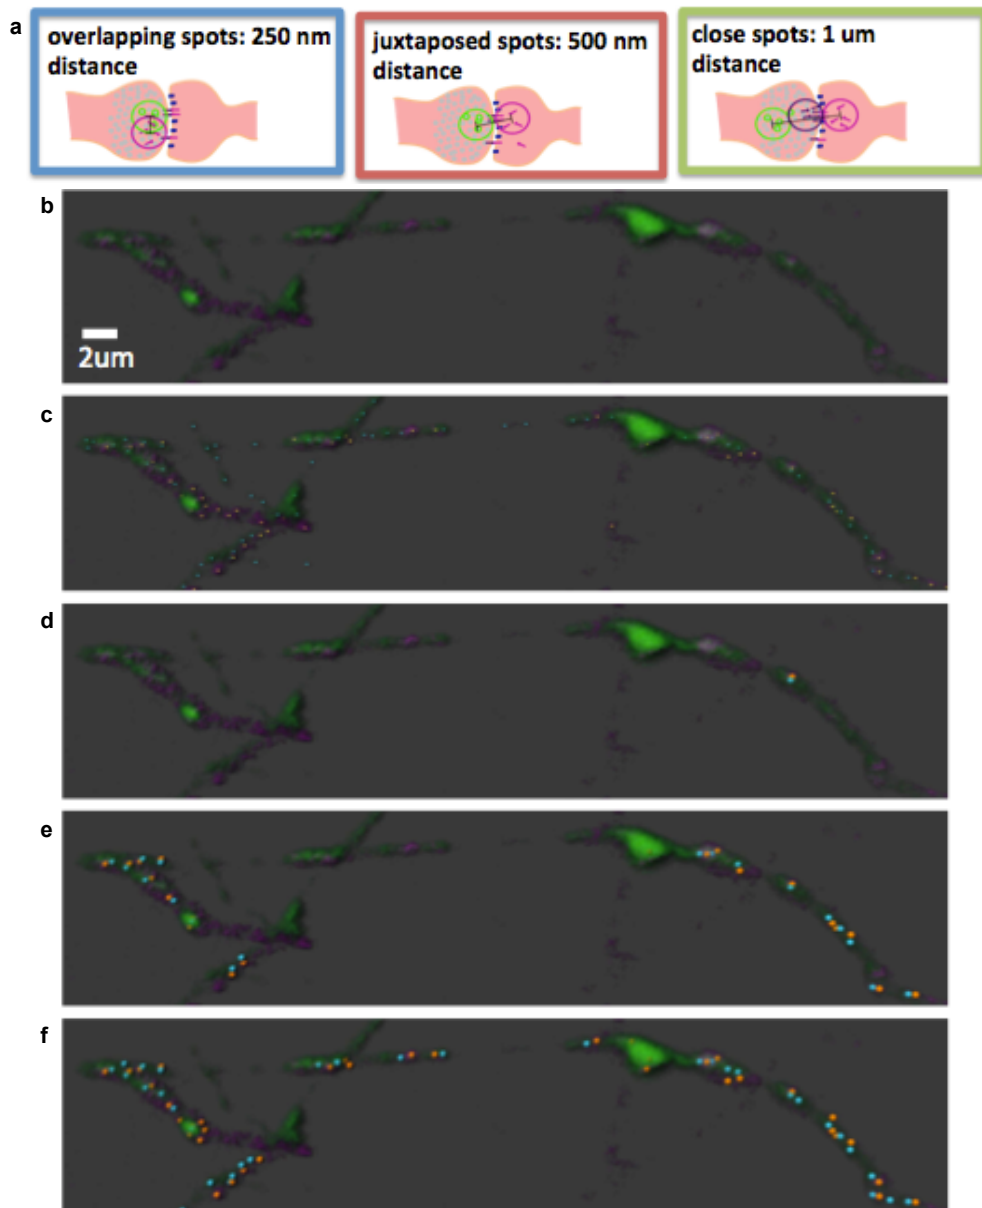 a
overlapping spots: 250 nm
distance
juxtaposed spots: 500 nm
distance
close spots: 1 um
distance
b
2um
c
d
e
f